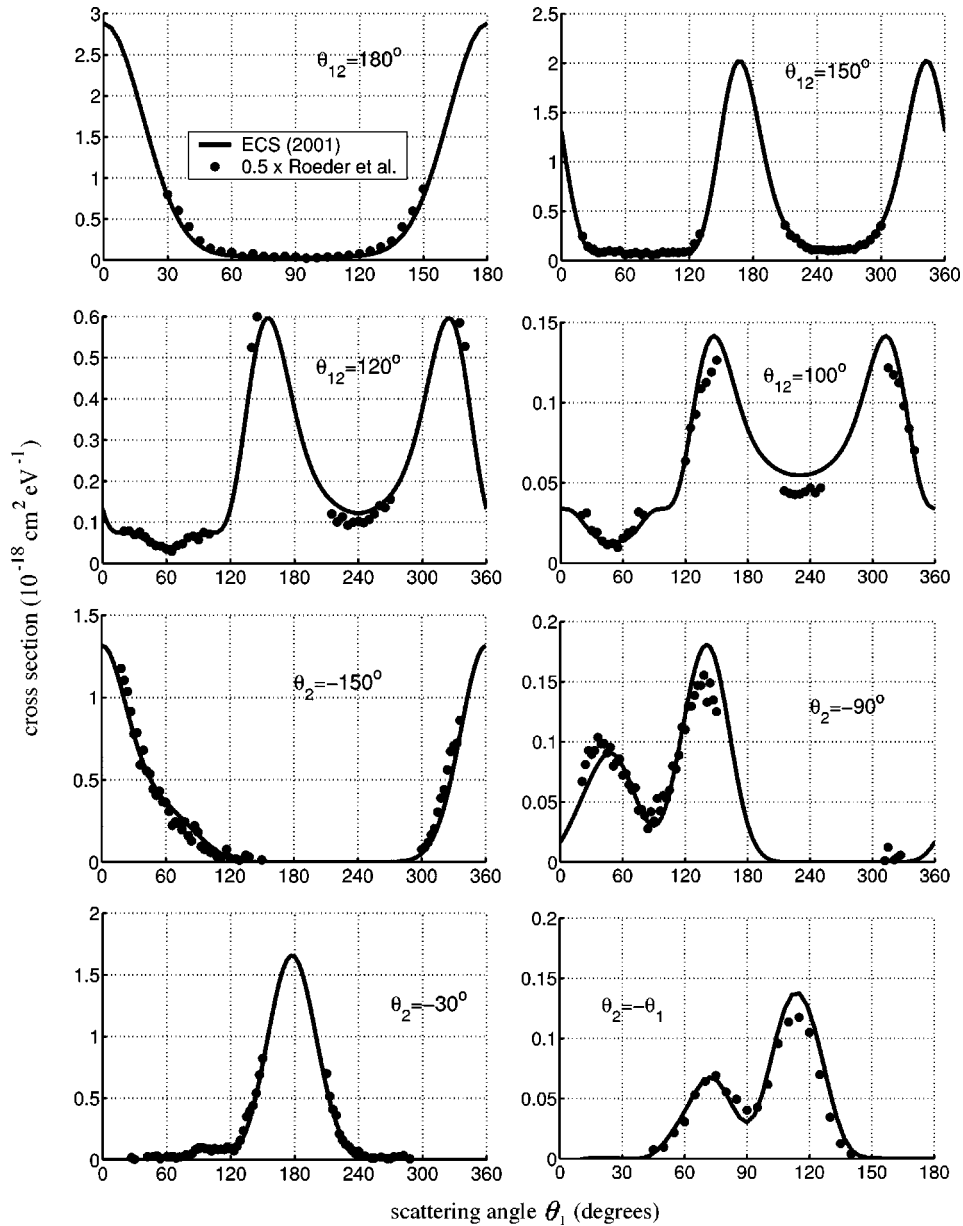 3
2.5
2
1.5
1
0.5
0
0 30 60 90 120 150 180
θ12=180°
ECS (2001)
0.5 x Roeder et al.
2.5
2
1.5
1
0.5
0
0 60 120 180 240 300 360
θ12=150°
0.6
0.5
0.4
0.3
0.2
0.1
0
0 60 120 180 240 300 360
θ12=120°
0.15
0.1
0.05
0
0 60 120 180 240 300 360
θ12=100°
1.5
1
0.5
0
0 60 120 180 240 300 360
θ2=−150°
0.2
0.15
0.1
0.05
0
0 60 120 180 240 300 360
θ2=−90°
2
1.5
1
0.5
0
0 60 120 180 240 300 360
θ2=−30°
0.2
0.15
0.1
0.05
0
0 30 60 90 120 150 180
θ2=−θ1
cross section (10⁻¹⁸ cm² eV⁻¹)
scattering angle θ1 (degrees)